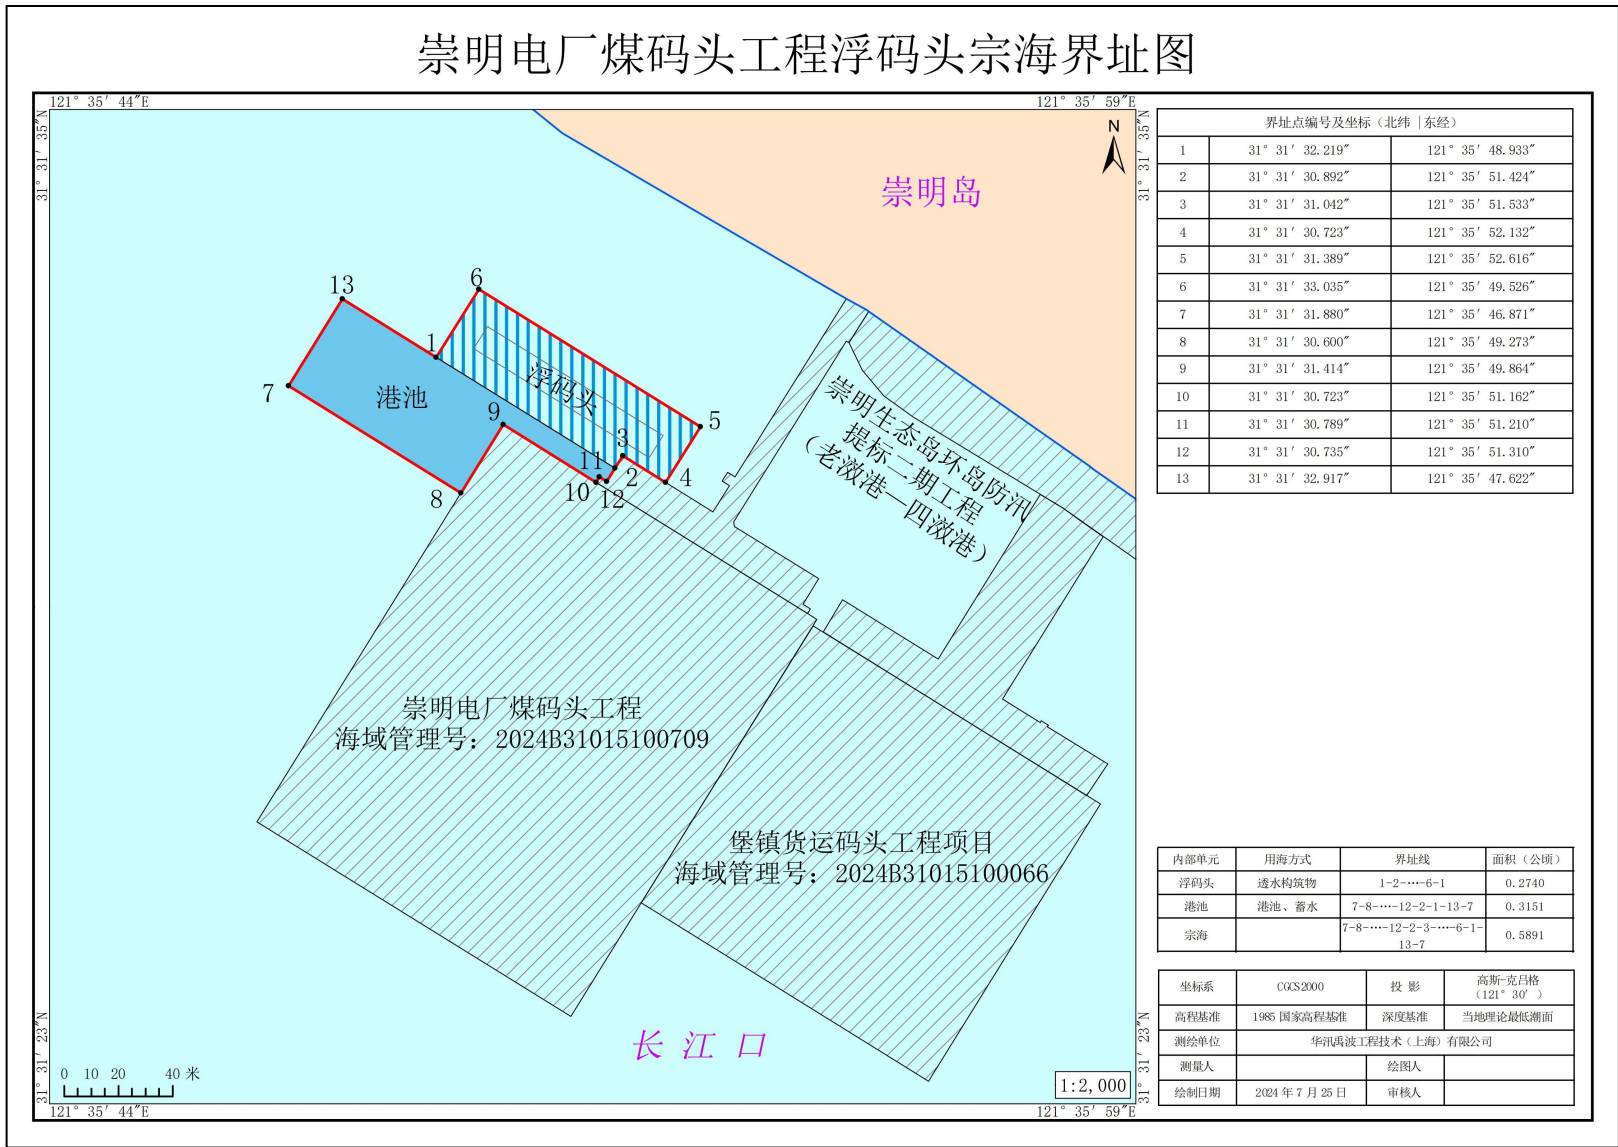 崇明电厂煤码头工程浮码头宗海界址图
121° 35′ 44″E
121° 35′ 59″E
31° 31′ 35″N
31° 31′ 35″N
N
崇明岛
13
6
1
7
港池
浮码头
9
5
3
11
2
4
8
10
12
崇明生态岛环岛防汛
提标二期工程
（老滧港—四滧港）
崇明电厂煤码头工程
海域管理号：2024B31015100709
堡镇货运码头工程项目
海域管理号：2024B31015100066
长江口
0 10 20 40 米
1:2,000
31° 31′ 23″N
31° 31′ 23″N
121° 35′ 44″E
121° 35′ 59″E
界址点编号及坐标（北纬 |东经）
1 31° 31′ 32.219″ 121° 35′ 48.933″
2 31° 31′ 30.892″ 121° 35′ 51.424″
3 31° 31′ 31.042″ 121° 35′ 51.533″
4 31° 31′ 30.723″ 121° 35′ 52.132″
5 31° 31′ 31.389″ 121° 35′ 52.616″
6 31° 31′ 33.035″ 121° 35′ 49.526″
7 31° 31′ 31.880″ 121° 35′ 46.871″
8 31° 31′ 30.600″ 121° 35′ 49.273″
9 31° 31′ 31.414″ 121° 35′ 49.864″
10 31° 31′ 30.723″ 121° 35′ 51.162″
11 31° 31′ 30.789″ 121° 35′ 51.210″
12 31° 31′ 30.735″ 121° 35′ 51.310″
13 31° 31′ 32.917″ 121° 35′ 47.622″
内部单元 用海方式 界址线 面积（公顷）
浮码头 透水构筑物 1-2-…-6-1 0.2740
港池 港池、蓄水 7-8-…-12-2-1-13-7 0.3151
宗海 7-8-…-12-2-3-…-6-1-
13-7 0.5891
坐标系 CGCS2000 投 影 高斯-克吕格
（121° 30′ ）
高程基准 1985 国家高程基准 深度基准 当地理论最低潮面
测绘单位 华汛禹波工程技术（上海）有限公司
测量人 绘图人
绘制日期 2024 年 7 月 25 日 审核人